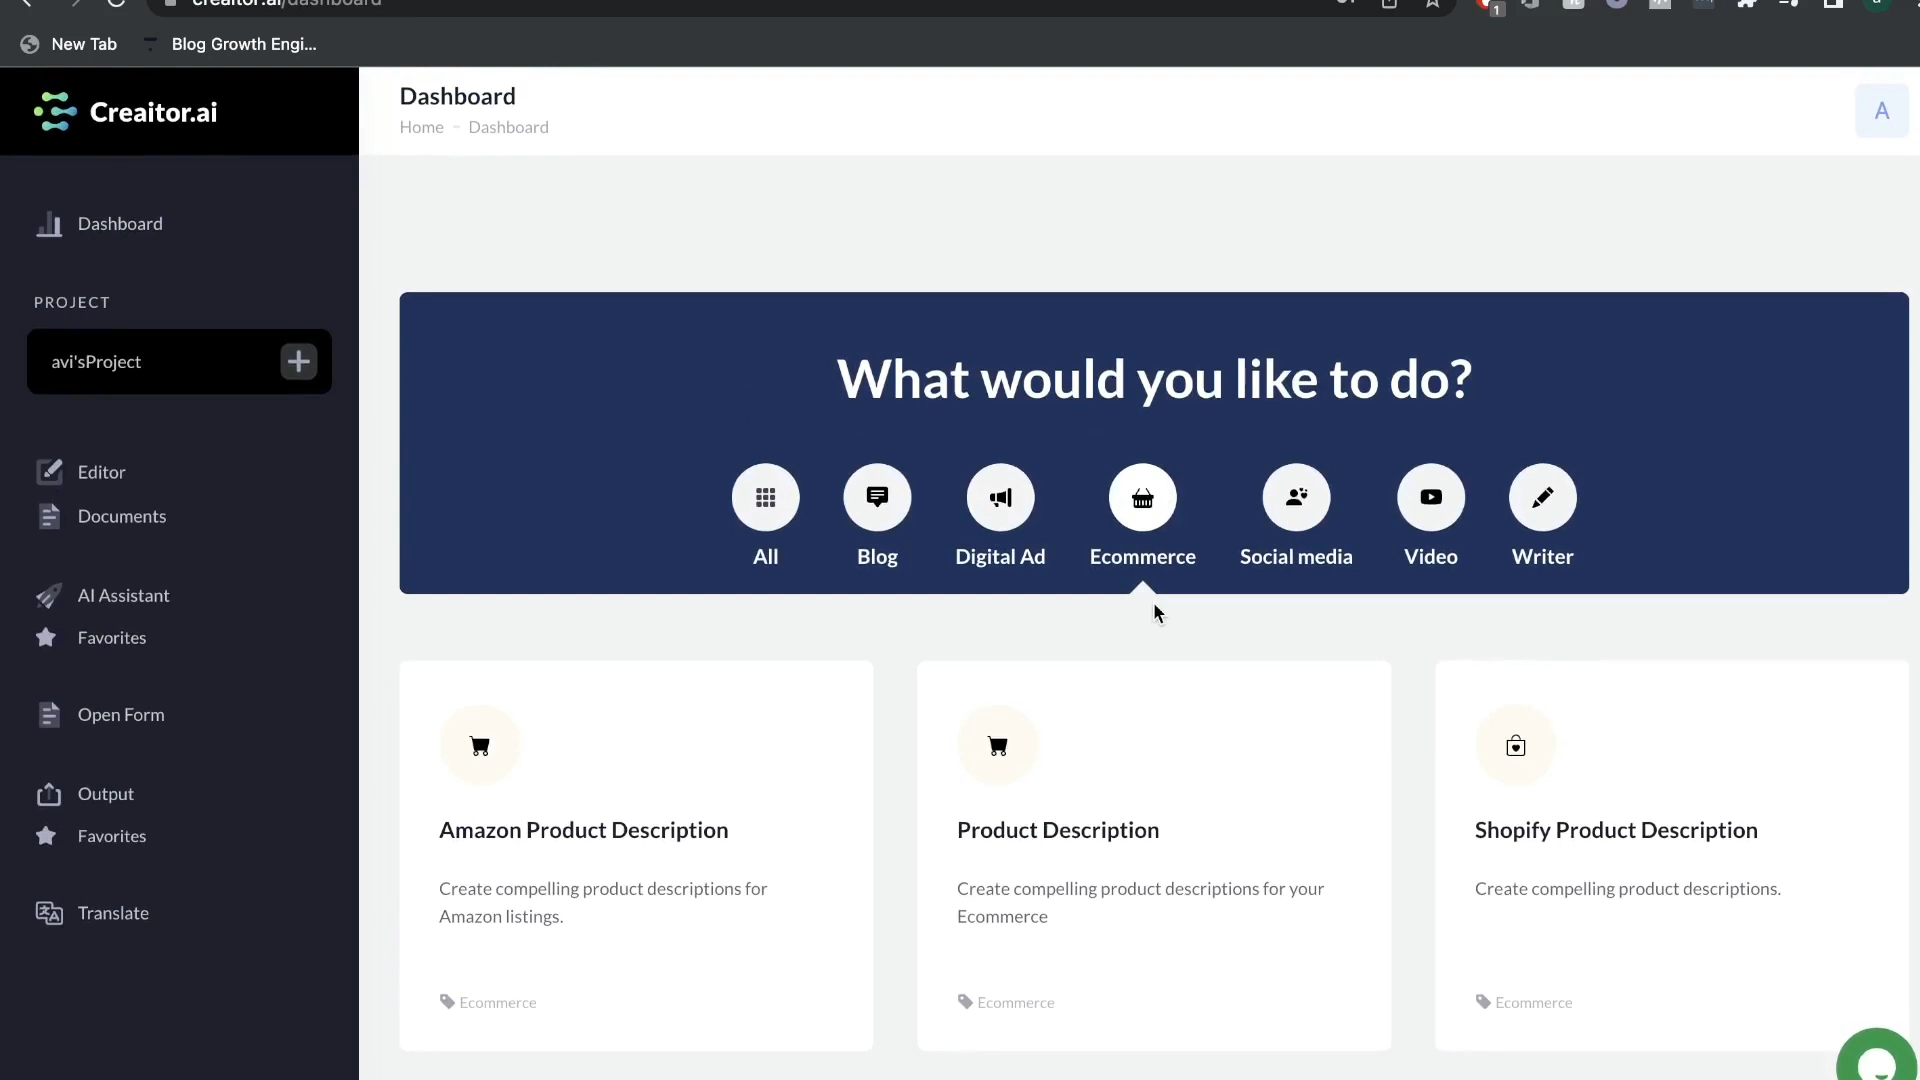 creaitor.ai/dashboard
1
New Tab
Blog Growth Engi...
Creaitor.ai
Dashboard
Home - Dashboard
A
Dashboard
PROJECT
avi'sProject
Editor
Documents
AI Assistant
Favorites
Open Form
Output
Favorites
Translate
What would you like to do?
All
Blog
Digital Ad
Ecommerce
Social media
Video
Writer
Amazon Product Description
Create compelling product descriptions for
Amazon listings.
Ecommerce
Product Description
Create compelling product descriptions for your
Ecommerce
Ecommerce
Shopify Product Description
Create compelling product descriptions.
Ecommerce